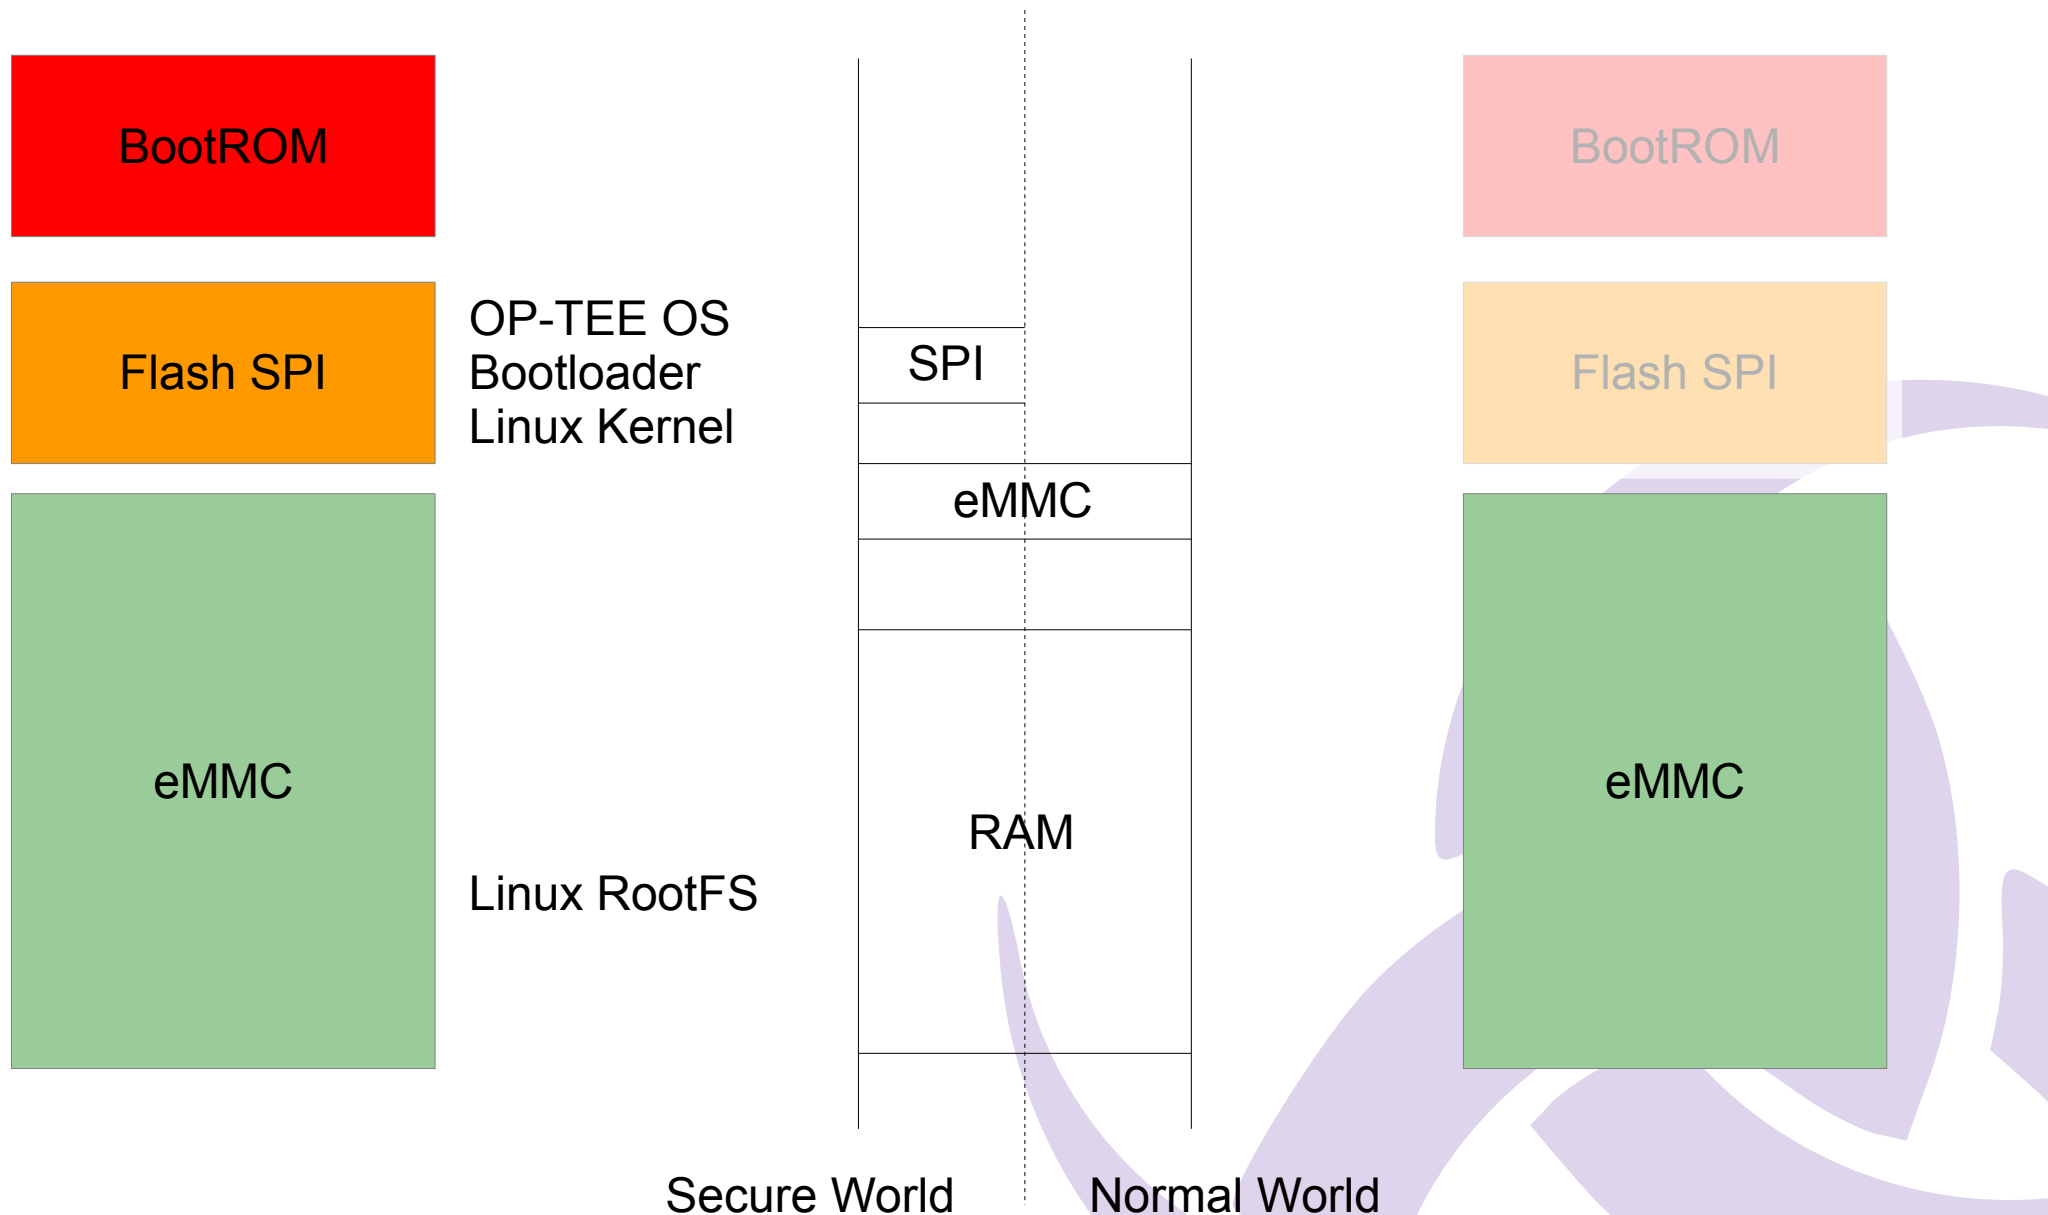 BootROM
Flash SPI
OP-TEE OS
Bootloader
Linux Kernel
eMMC
Linux RootFS
SPI
eMMC
RAM
Secure World
Normal World
BootROM
Flash SPI
eMMC